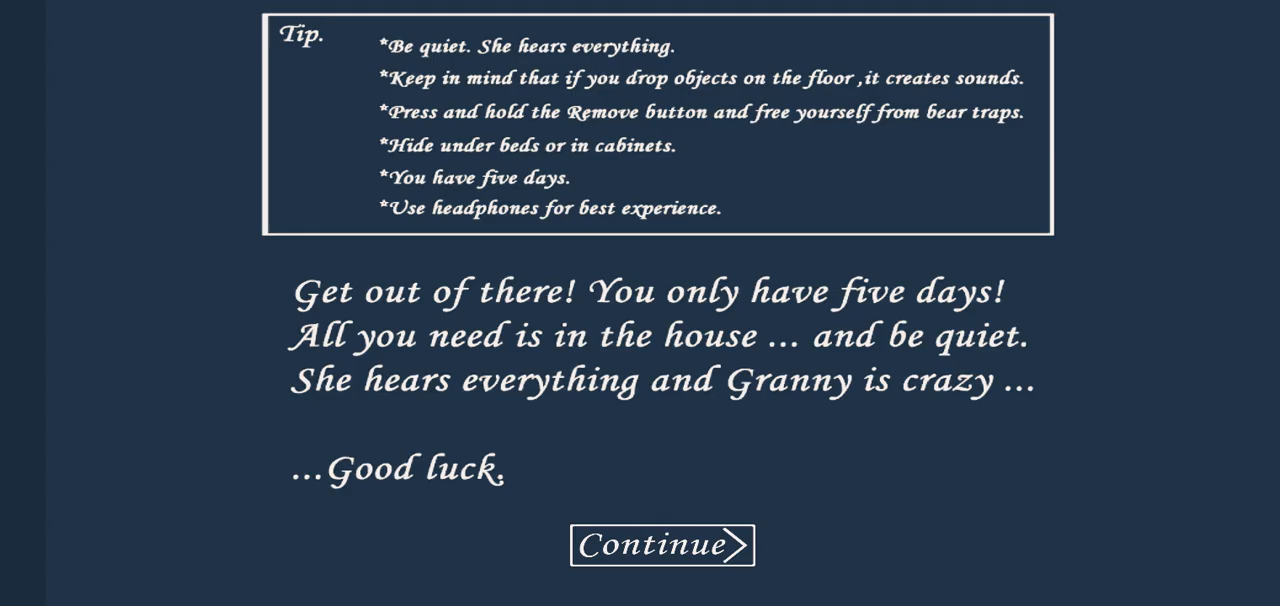 Tip.
*Be quiet. She hears everything.
*Keep in mind that if you drop objects on the floor ,it creates sounds.
*Press and hold the Remove button and free yourself from bear traps.
*Hide under beds or in cabinets.
*You have five days.
*Use headphones for best experience.
Get out of there! You only have five days!
All you need is in the house ... and be quiet.
She hears everything and Granny is crazy ...
...Good luck.
Continue>